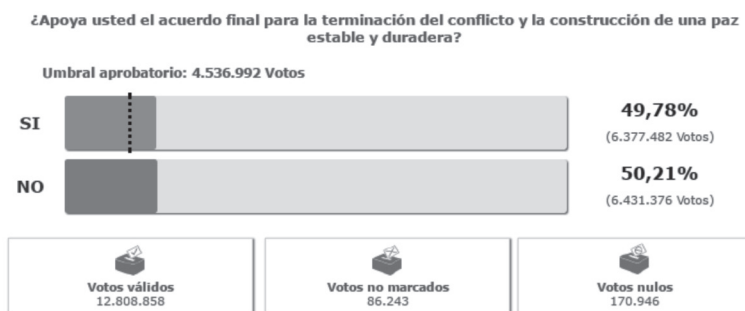 ¿Apoya usted el acuerdo final para la terminación del conflicto y la construcción de una paz
estable y duradera?
Umbral aprobatorio: 4.536.992 Votos
SI
49,78%
(6.377.482 Votos)
NO
50,21%
(6.431.376 Votos)
Votos válidos
12.808.858
Votos no marcados
86.243
Votos nulos
170.946